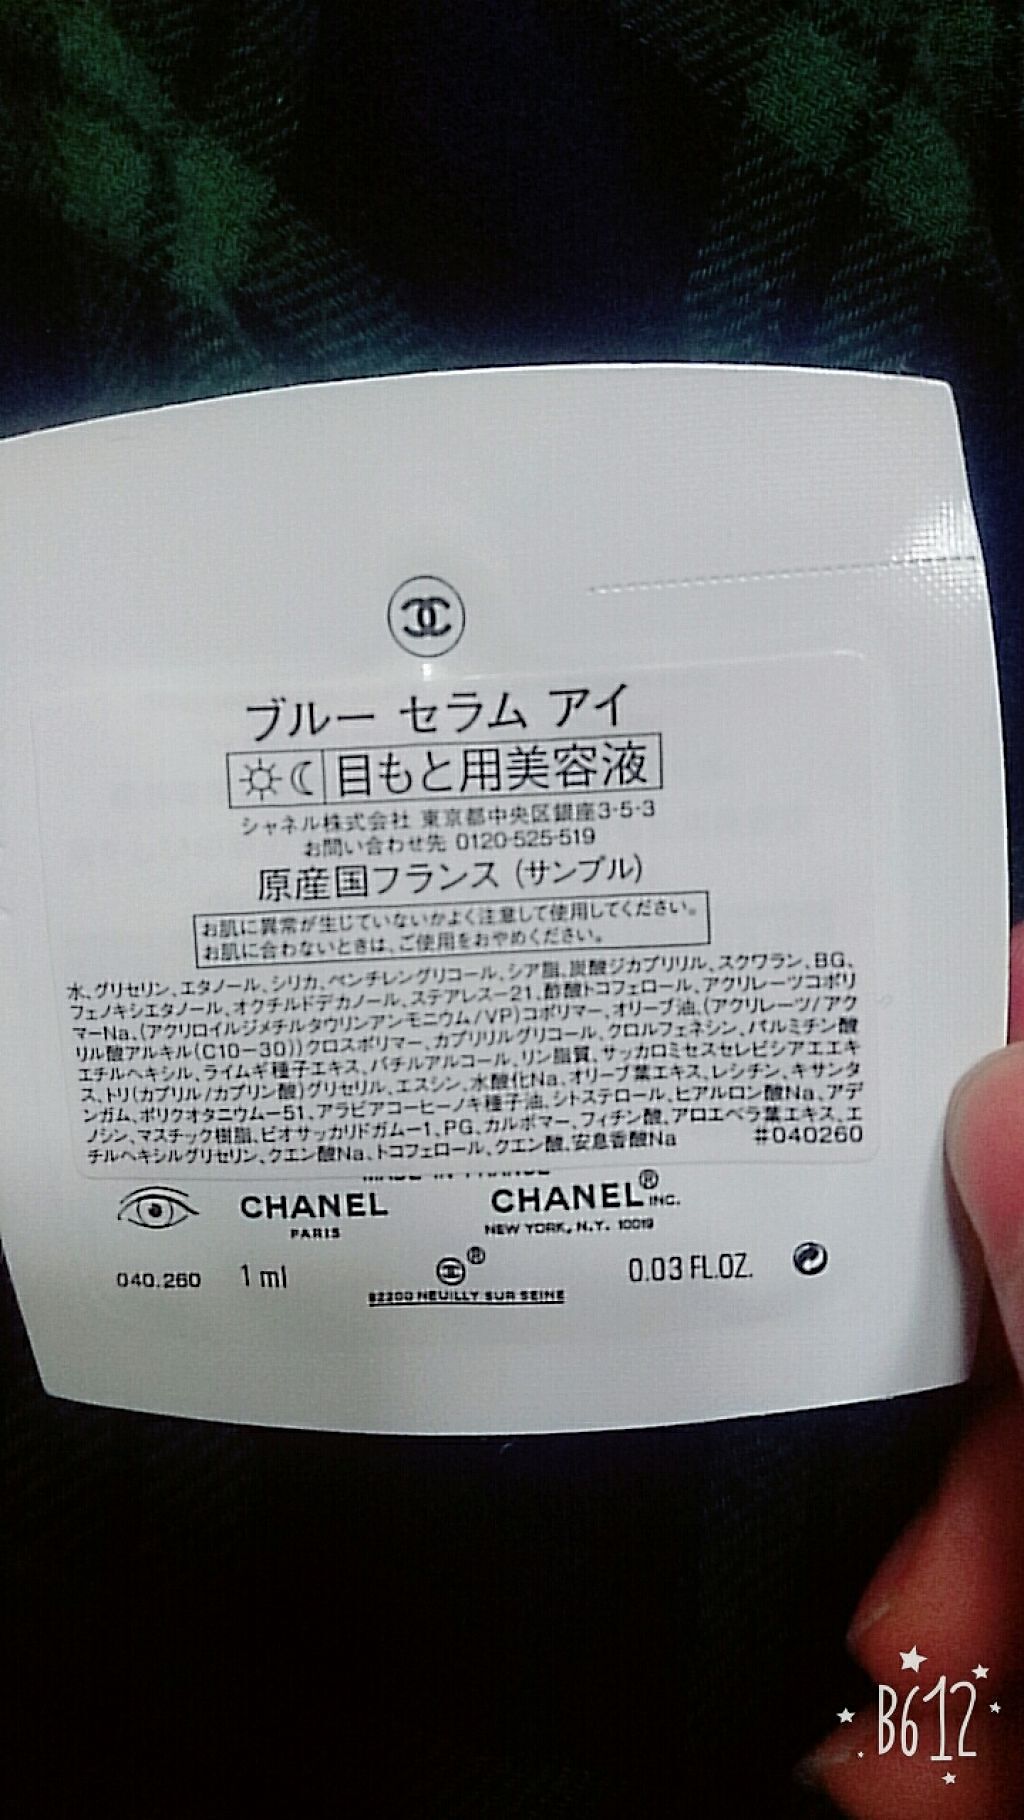 ブルー セラム アイ
目もと用美容液
シャネル株式会社 東京都中央区銀座3-5-3
お問い合わせ先 0120-525-519
原産国フランス (サンプル)
お肌に異常が生じていないかよく注意して使用してください。
お肌に合わないときは、ご使用をおやめください。
水、グリセリン、エタノール、シリカ、ペンチレングリコール、シア脂、炭酸ジカプリリル、スクワラン、BG、
フェノキシエタノール、オクチルドデカノール、ステアレス－21、酢酸トコフェロール、アクリレーツコポリ
マーNa、(アクリロイルジメチルタウリンアンモニウム/VP)コポリマー、オリーブ油、(アクリレーツ/アク
リル酸アルキル(C10－30))クロスポリマー、カプリリルグリコール、クロルフェネシン、パルミチン酸
エチルヘキシル、ライムギ種子エキス、バチルアルコール、リン脂質、サッカロミセスセレビシアエエキ
ス、トリ(カプリル/カプリン酸)グリセリル、エスシン、水酸化Na、オリーブ葉エキス、レシチン、キサンタ
ンガム、ポリクオタニウム－51、アラビアコーヒーノキ種子油、シトステロール、ヒアルロン酸Na、アデ
ノシン、マスチック樹脂、ビオサッカリドガム－1、PG、カルボマー、フィチン酸、アロエベラ葉エキス、エ
チルヘキシルグリセリン、クエン酸Na、トコフェロール、クエン酸、安息香酸Na #040260
MADE IN FRANCE
CHANEL CHANEL® INC.
PARIS NEW YORK, N.Y. 10019
040.260 1 ml ® 0.03 FL.OZ.
92200 NEUILLY SUR SEINE
B612